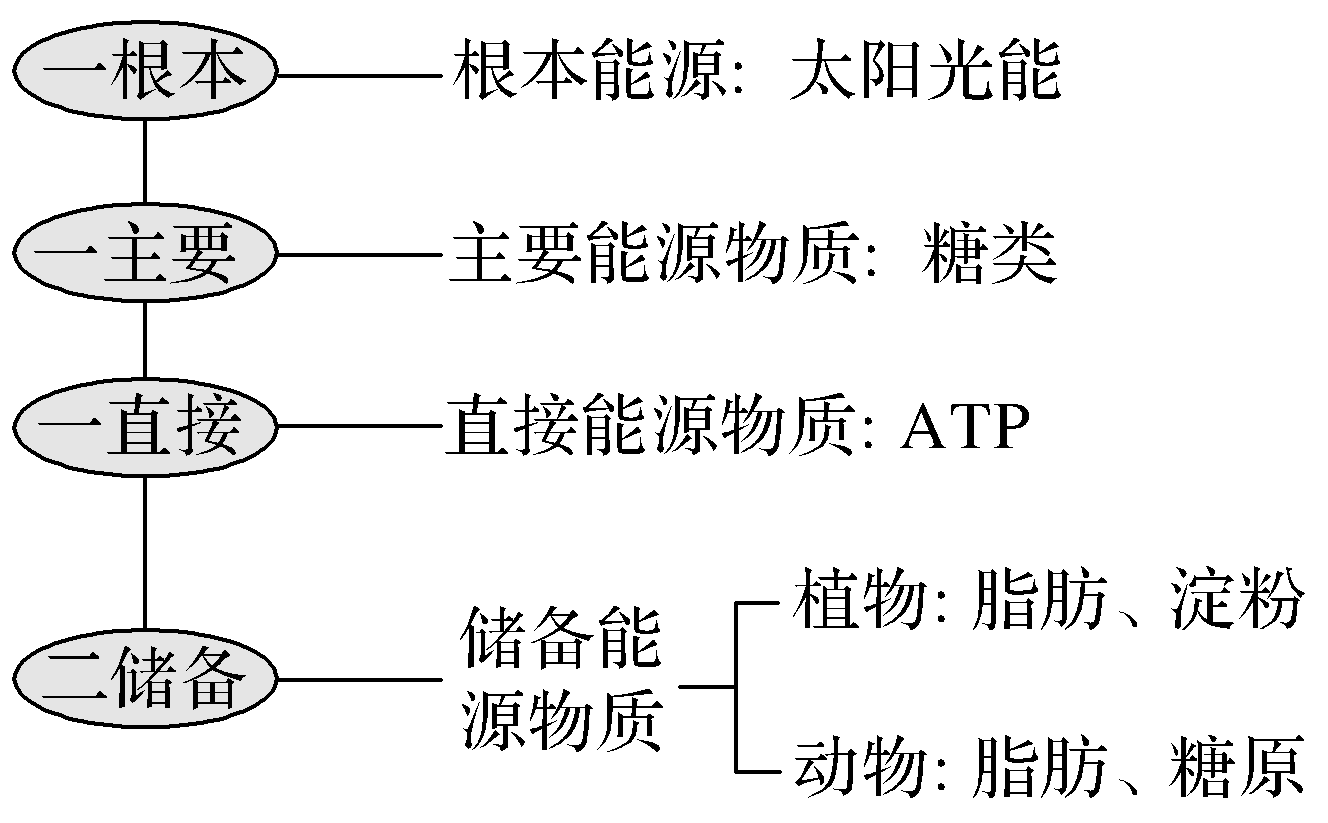 一根本
根本能源：太阳光能
一主要
主要能源物质：糖类
一直接
直接能源物质：ATP
二储备
储备能
源物质
植物：脂肪、淀粉
动物：脂肪、糖原